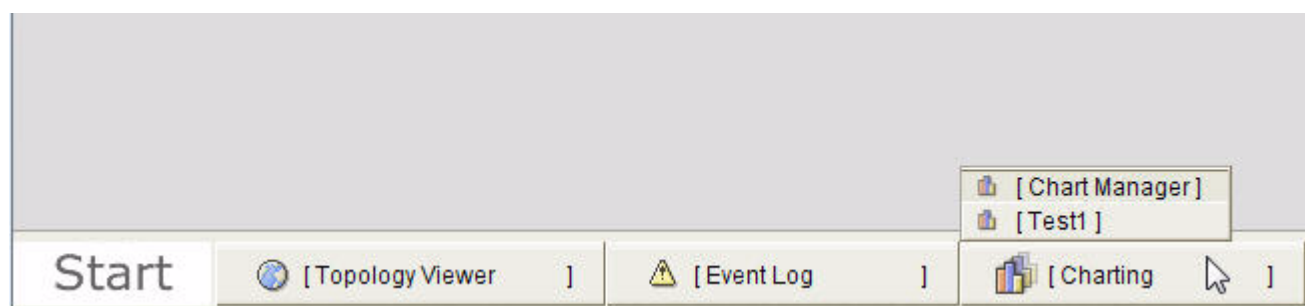 [ Chart Manager ]
[ Test1 ]
Start [ Topology Viewer ] [ Event Log ] [ Charting ]